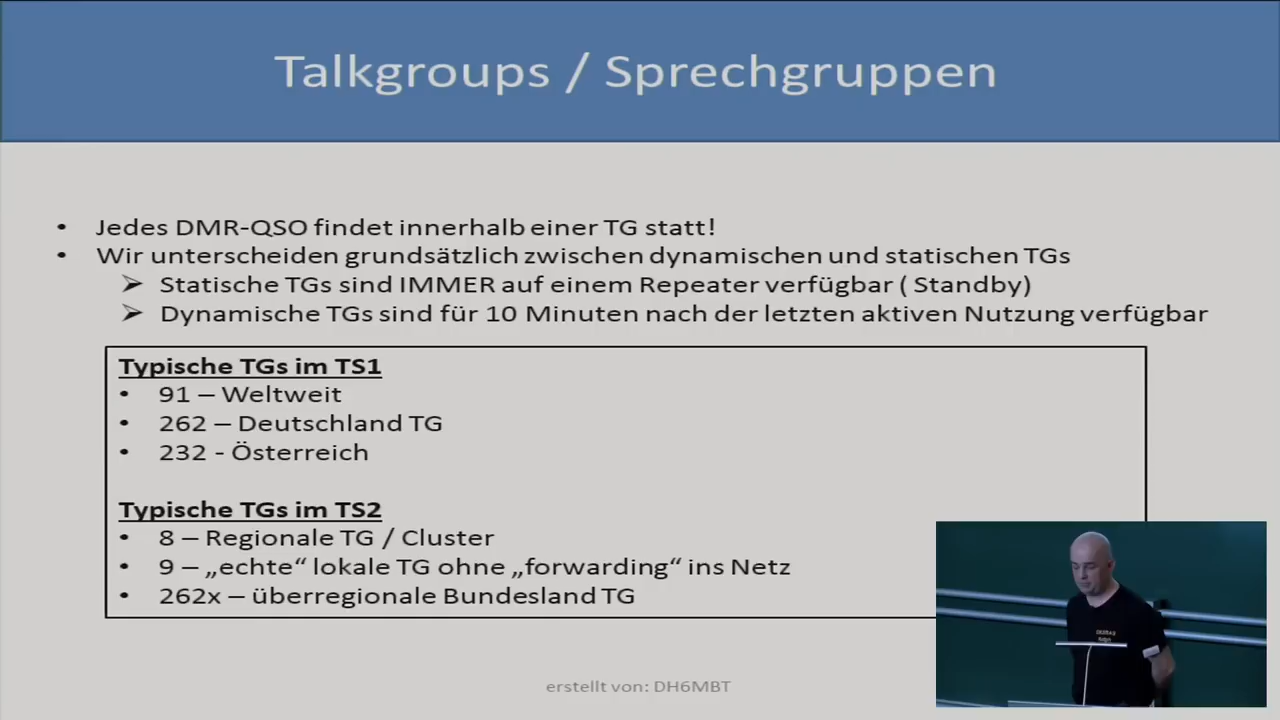 Talkgroups / Sprechgruppen
• Jedes DMR-QSO findet innerhalb einer TG statt!
• Wir unterscheiden grundsätzlich zwischen dynamischen und statischen TGs
➢ Statische TGs sind IMMER auf einem Repeater verfügbar ( Standby)
➢ Dynamische TGs sind für 10 Minuten nach der letzten aktiven Nutzung verfügbar
Typische TGs im TS1
• 91 – Weltweit
• 262 – Deutschland TG
• 232 - Österreich
Typische TGs im TS2
• 8 – Regionale TG / Cluster
• 9 – „echte“ lokale TG ohne „forwarding“ ins Netz
• 262x – überregionale Bundesland TG
erstellt von: DH6MBT